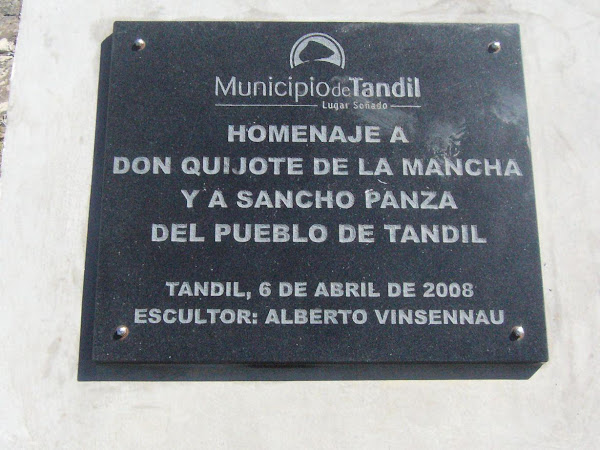 Municipio de Tandil
Lugar Soñado
HOMENAJE A
DON QUIJOTE DE LA MANCHA
Y A SANCHO PANZA
DEL PUEBLO DE TANDIL
TANDIL, 6 DE ABRIL DE 2008
ESCULTOR: ALBERTO VINSENNAU